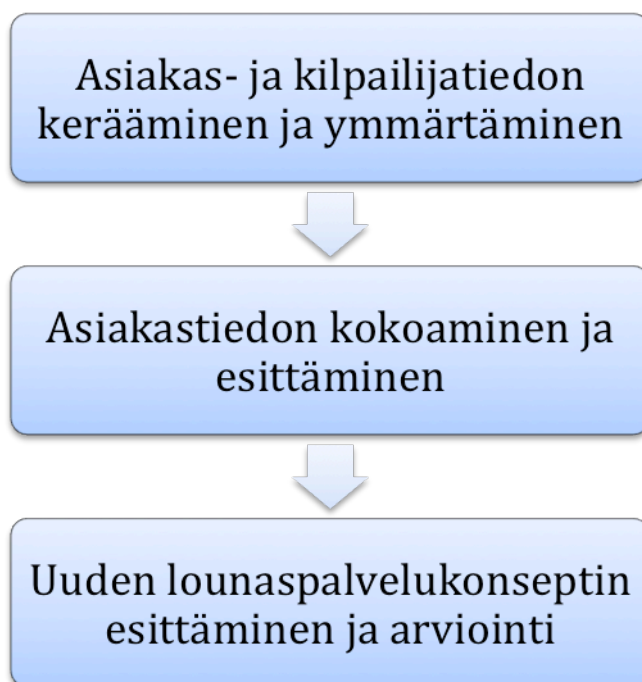 Asiakas- ja kilpailijatiedon
kerääminen ja ymmärtäminen
Asiakastiedon kokoaminen ja
esittäminen
Uuden lounaspalvelukonseptin
esittäminen ja arviointi